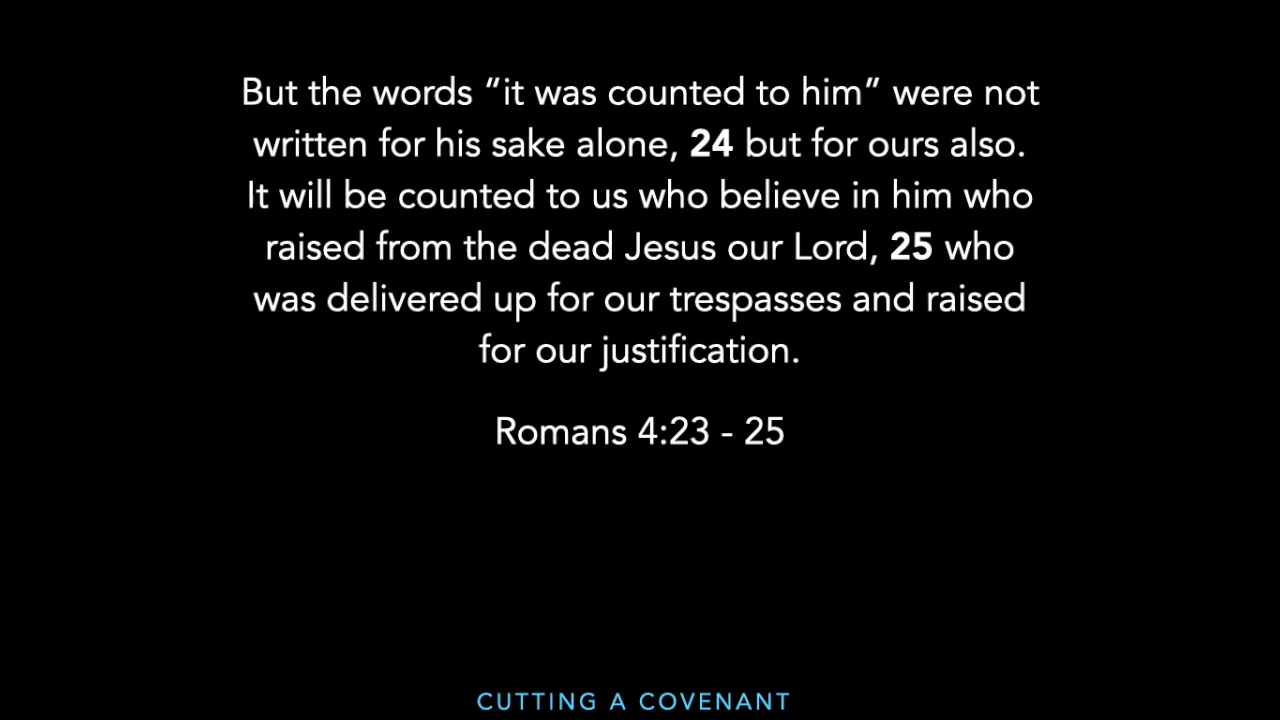 But the words “it was counted to him” were not
written for his sake alone, 24 but for ours also.
It will be counted to us who believe in him who
raised from the dead Jesus our Lord, 25 who
was delivered up for our trespasses and raised
for our justification.
Romans 4:23 - 25
CUTTING A COVENANT